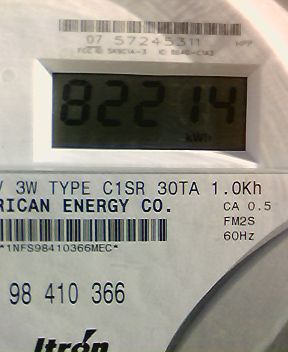 07 57245311
82214
kWh
V 3W TYPE C1SR 30TA 1.0Kh
RICAN ENERGY CO. CA 0.5
FM2S
60Hz
*1NFS98410366MEC*
98 410 366
Itrón